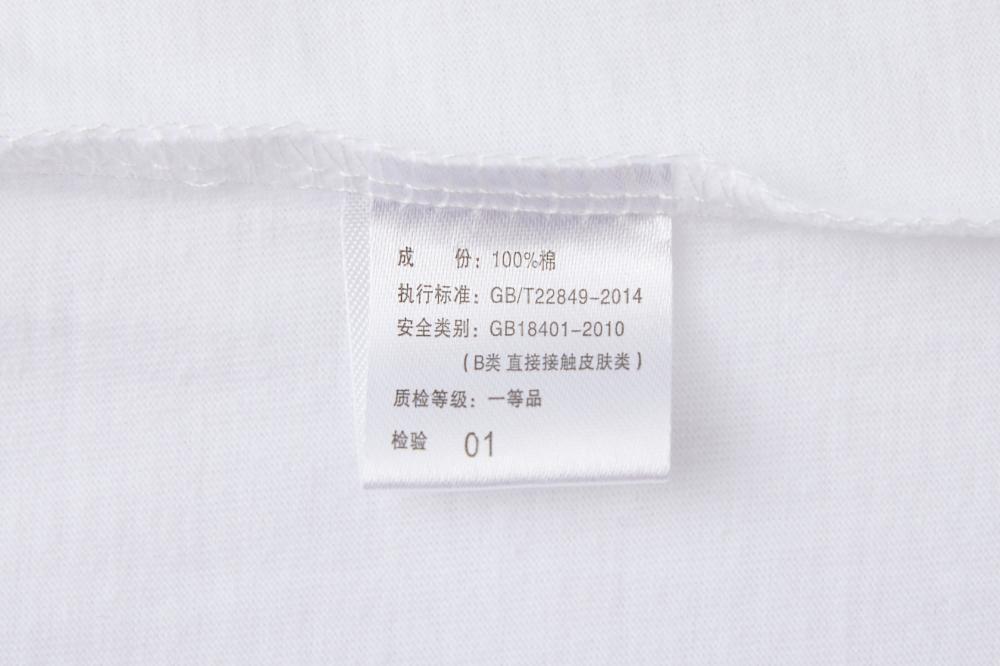 成 份：100%棉
执行标准：GB/T22849-2014
安全类别：GB18401-2010
（B类 直接接触皮肤类）
质检等级：一等品
检验 01